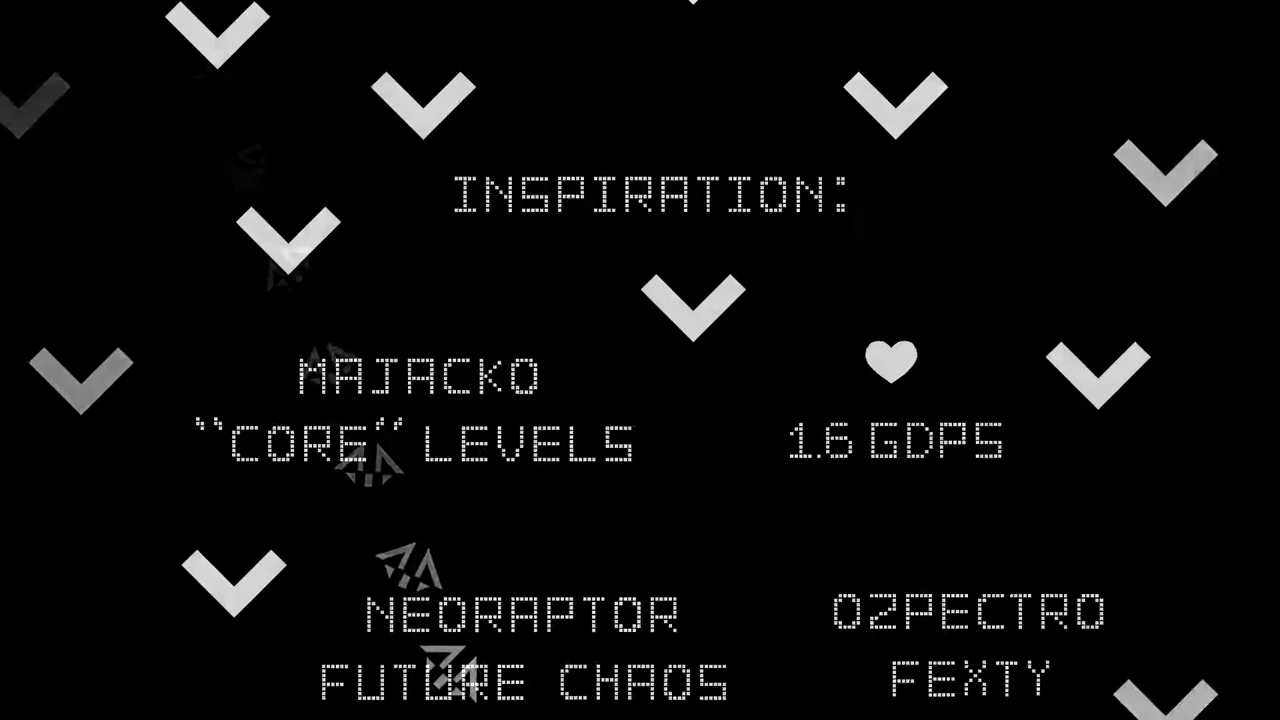 INSPIRATION:
MAJACKO
"CORE" LEVELS
1.6 GDPS
NEORAPTOR
FUTURE CHAOS
OZPECTRO
FEXTY